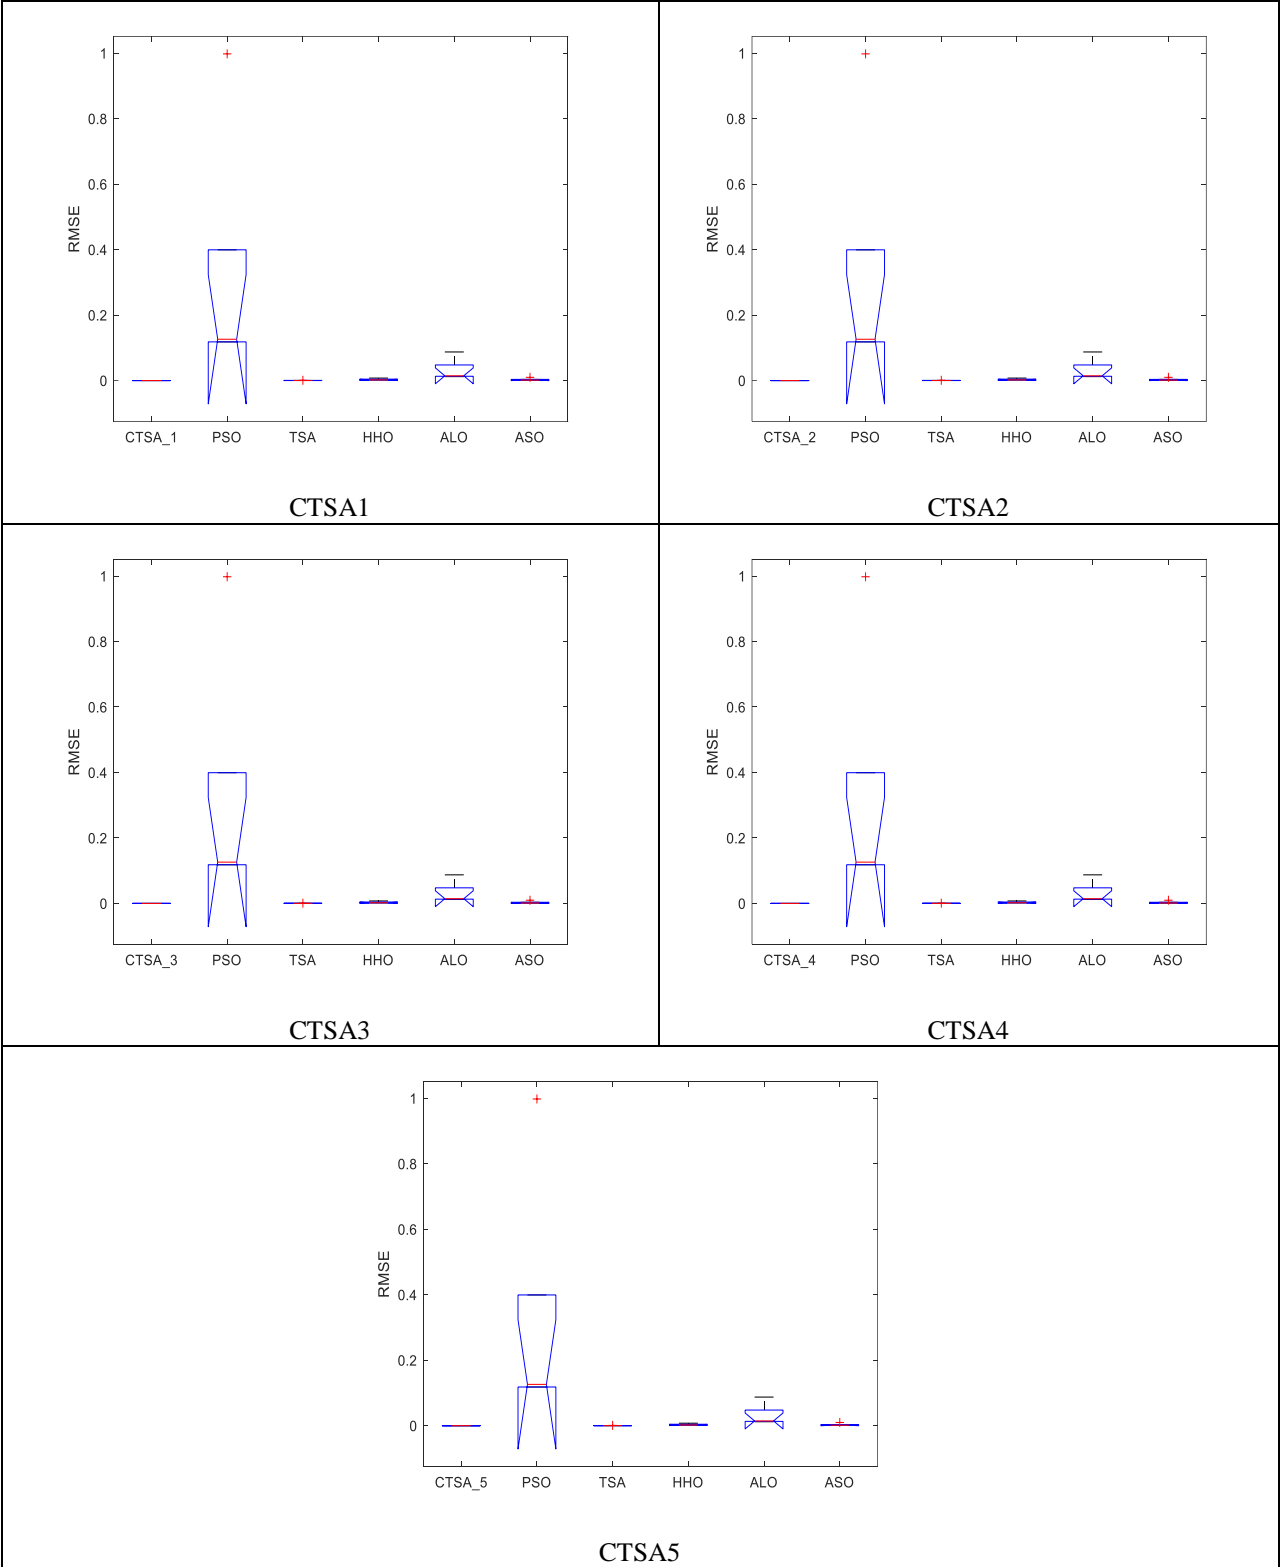 1
0.8
0.6
RMSE
0.4
0.2
0
CTSA_1 PSO TSA HHO ALO ASO
CTSA1
1
0.8
0.6
RMSE
0.4
0.2
0
CTSA_2 PSO TSA HHO ALO ASO
CTSA2
1
0.8
0.6
RMSE
0.4
0.2
0
CTSA_3 PSO TSA HHO ALO ASO
CTSA3
1
0.8
0.6
RMSE
0.4
0.2
0
CTSA_4 PSO TSA HHO ALO ASO
CTSA4
1
0.8
0.6
RMSE
0.4
0.2
0
CTSA_5 PSO TSA HHO ALO ASO
CTSA5